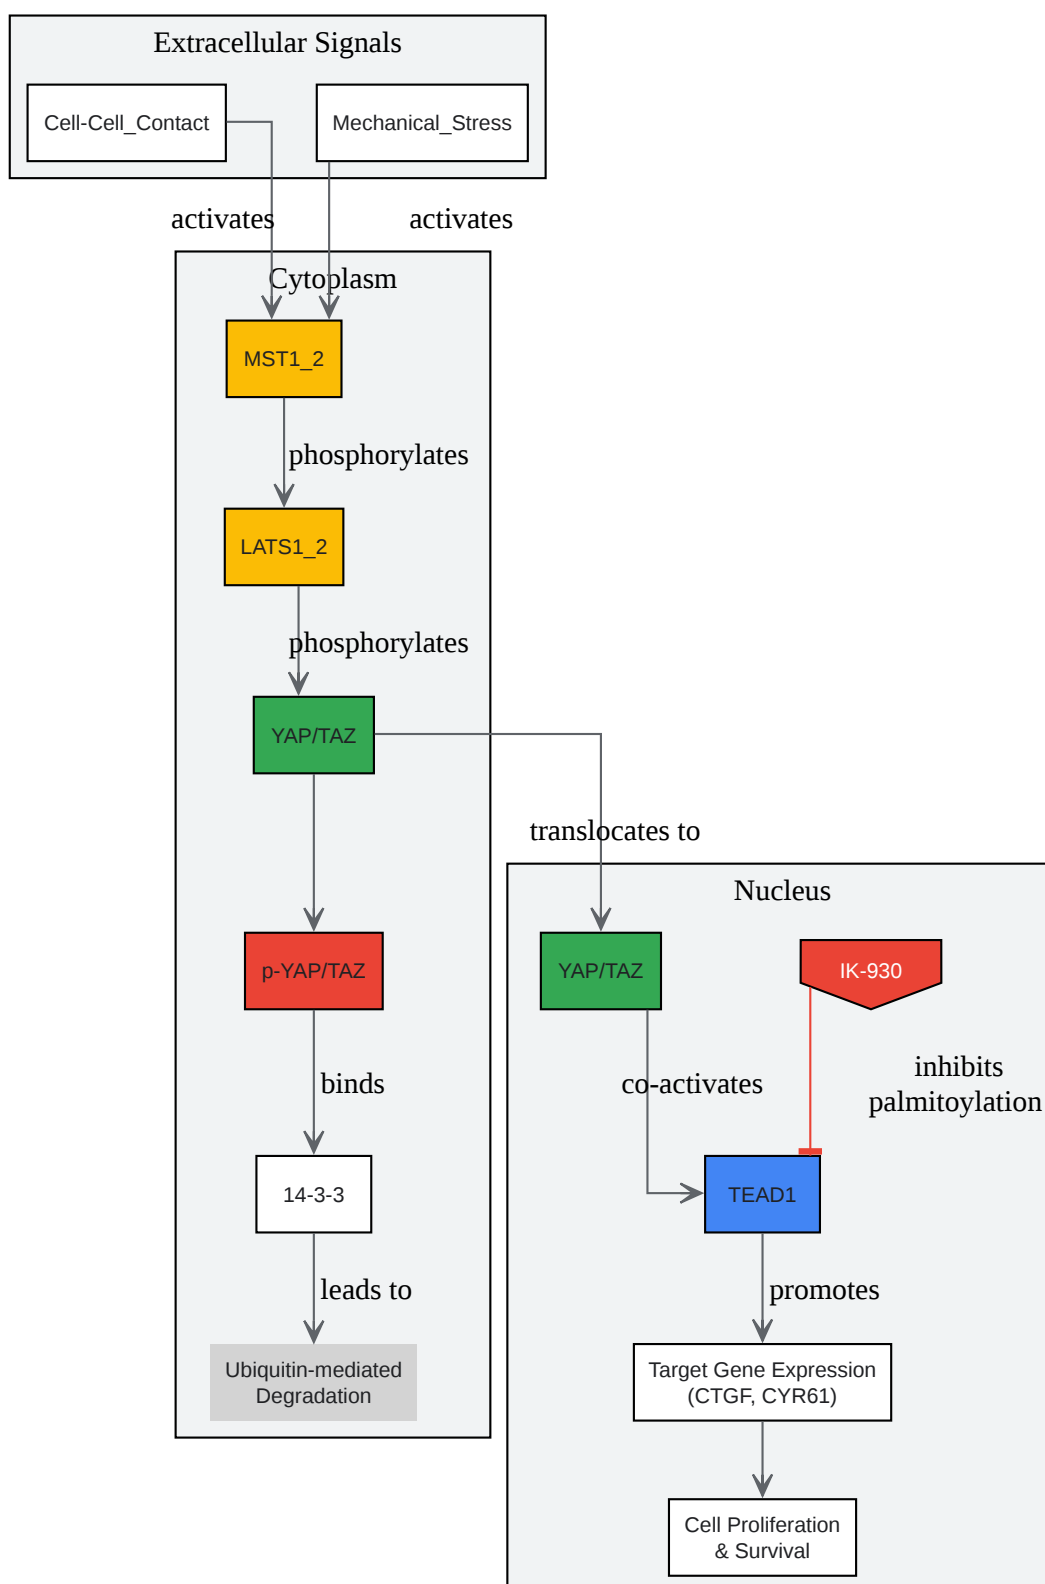 Extracellular Signals
Cell-Cell_Contact
Mechanical_Stress
activates
activates
Cytoplasm
MST1_2
phosphorylates
LATS1_2
phosphorylates
YAP/TAZ
translocates to
Nucleus
p-YAP/TAZ
YAP/TAZ
IK-930
binds
co-activates
inhibits
palmitoylation
14-3-3
TEAD1
leads to
promotes
Ubiquitin-mediated
Degradation
Target Gene Expression
(CTGF, CYR61)
Cell Proliferation
& Survival